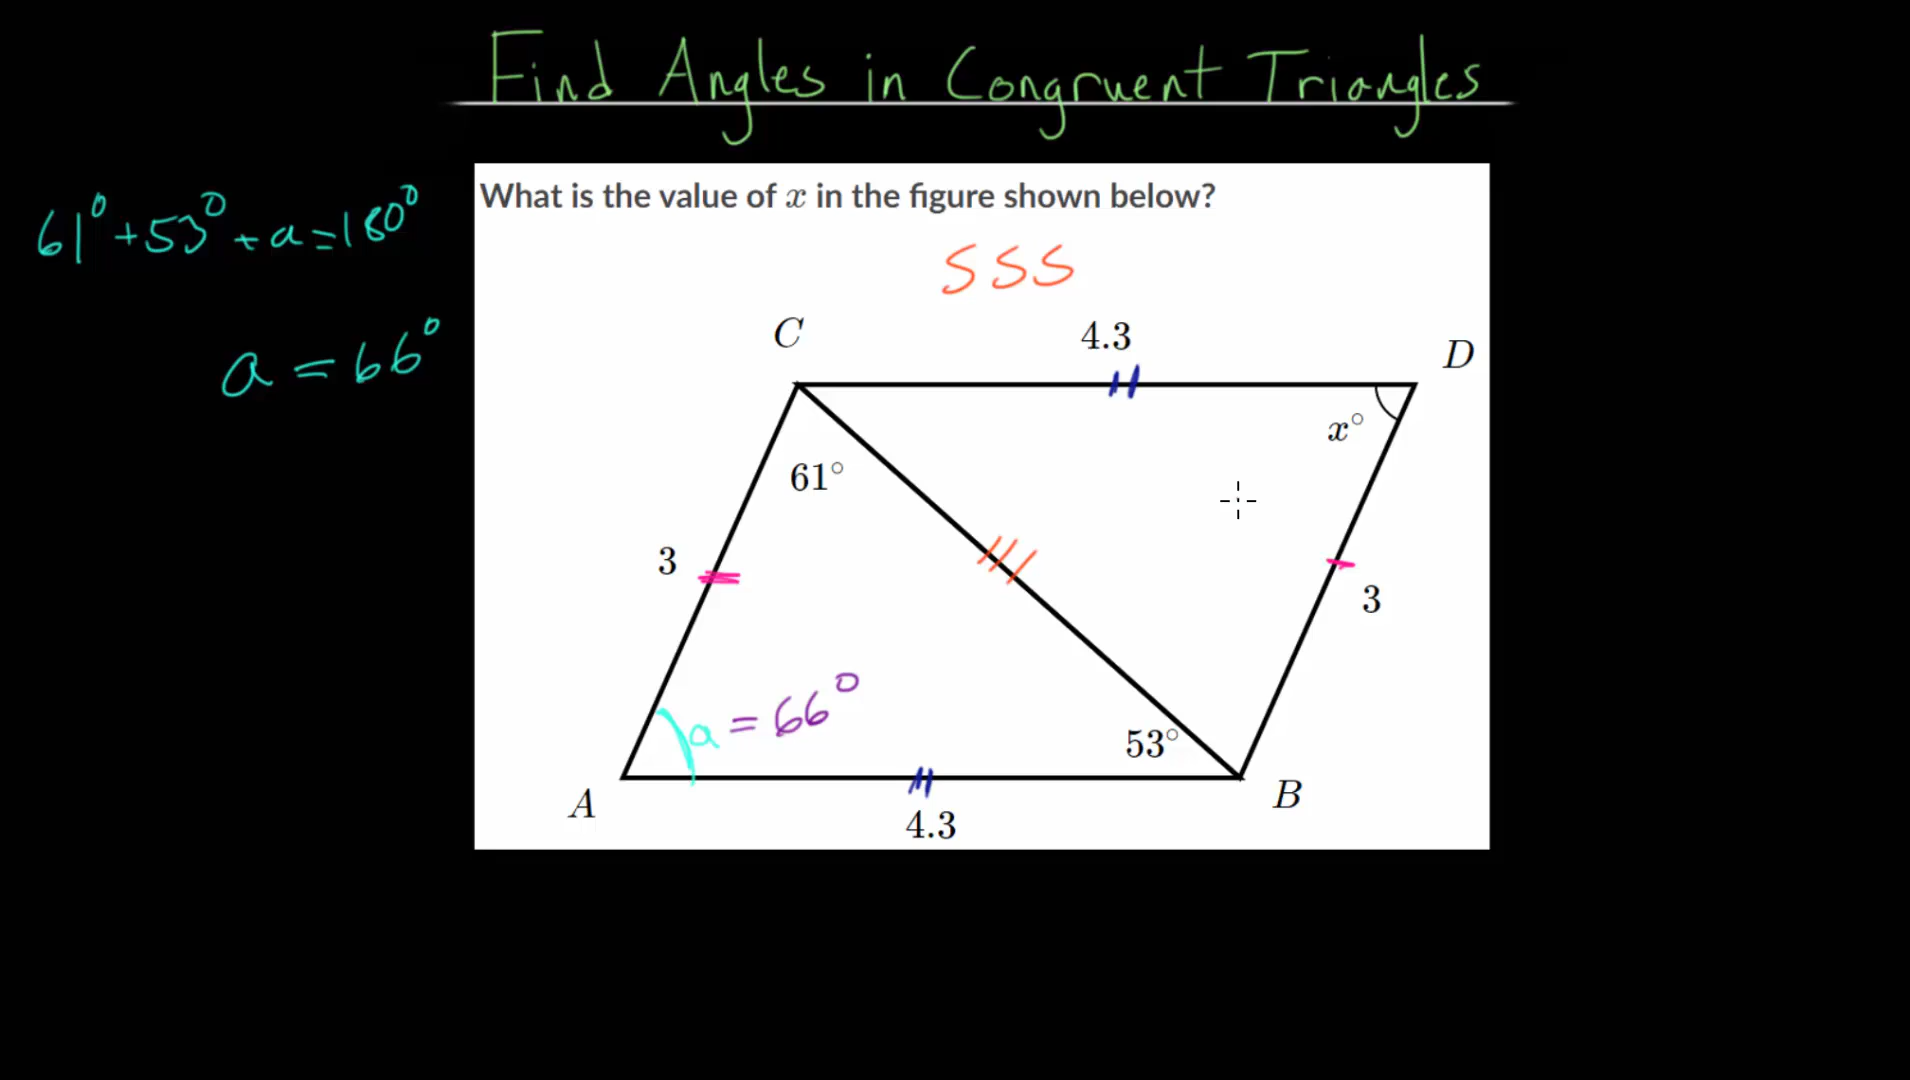 Find Angles in Congruent Triangles
61° + 53° + a = 180°
a = 66°
What is the value of x in the figure shown below?
SSS
C
4.3
D
x°
61°
3
3
a = 66°
53°
A
B
4.3